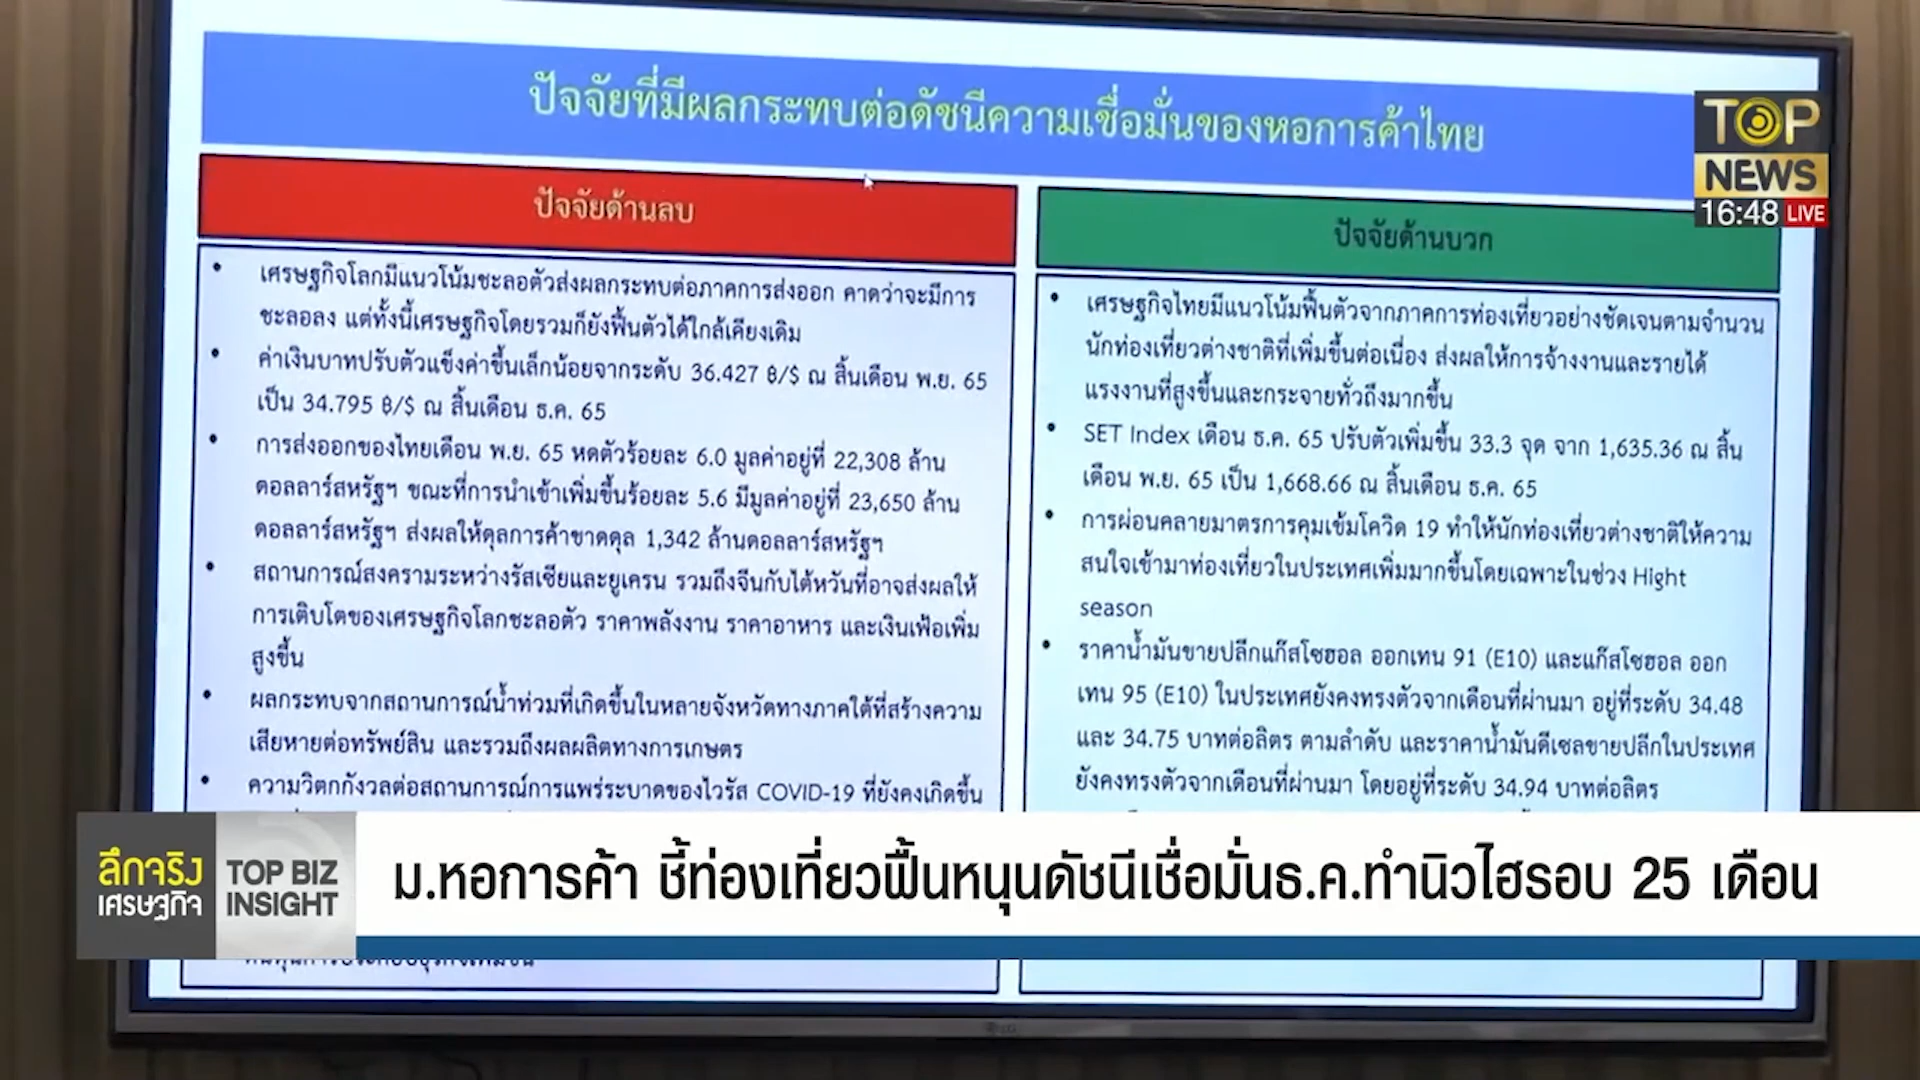 ปัจจัยที่มีผลกระทบต่อดัชนีความเชื่อมั่นของหอการค้าไทย
TOP
NEWS
16:48 LIVE
ปัจจัยด้านลบ
• เศรษฐกิจโลกมีแนวโน้มชะลอตัวส่งผลกระทบต่อภาคการส่งออก คาดว่าจะมีการ
ชะลอลง แต่ทั้งนี้เศรษฐกิจโดยรวมก็ยังฟื้นตัวได้ใกล้เคียงเดิม
• ค่าเงินบาทปรับตัวแข็งค่าขึ้นเล็กน้อยจากระดับ 36.427 ฿/$ ณ สิ้นเดือน พ.ย. 65
เป็น 34.795 ฿/$ ณ สิ้นเดือน ธ.ค. 65
• การส่งออกของไทยเดือน พ.ย. 65 หดตัวร้อยละ 6.0 มูลค่าอยู่ที่ 22,308 ล้าน
ดอลลาร์สหรัฐฯ ขณะที่การนำเข้าเพิ่มขึ้นร้อยละ 5.6 มีมูลค่าอยู่ที่ 23,650 ล้าน
ดอลลาร์สหรัฐฯ ส่งผลให้ดุลการค้าขาดดุล 1,342 ล้านดอลลาร์สหรัฐฯ
• สถานการณ์สงครามระหว่างรัสเซียและยูเครน รวมถึงจีนกับไต้หวันที่อาจส่งผลให้
การเติบโตของเศรษฐกิจโลกชะลอตัว ราคาพลังงาน ราคาอาหาร และเงินเฟ้อเพิ่ม
สูงขึ้น
• ผลกระทบจากสถานการณ์น้ำท่วมที่เกิดขึ้นในหลายจังหวัดทางภาคใต้ที่สร้างความ
เสียหายต่อทรัพย์สิน และรวมถึงผลผลิตทางการเกษตร
• ความวิตกกังวลต่อสถานการณ์การแพร่ระบาดของไวรัส COVID-19 ที่ยังคงเกิดขึ้น
ปัจจัยด้านบวก
• เศรษฐกิจไทยมีแนวโน้มฟื้นตัวจากภาคการท่องเที่ยวอย่างชัดเจนตามจำนวน
นักท่องเที่ยวต่างชาติที่เพิ่มขึ้นต่อเนื่อง ส่งผลให้การจ้างงานและรายได้
แรงงานที่สูงขึ้นและกระจายทั่วถึงมากขึ้น
• SET Index เดือน ธ.ค. 65 ปรับตัวเพิ่มขึ้น 33.3 จุด จาก 1,635.36 ณ สิ้น
เดือน พ.ย. 65 เป็น 1,668.66 ณ สิ้นเดือน ธ.ค. 65
• การผ่อนคลายมาตรการคุมเข้มโควิด 19 ทำให้นักท่องเที่ยวต่างชาติให้ความ
สนใจเข้ามาท่องเที่ยวในประเทศเพิ่มมากขึ้นโดยเฉพาะในช่วง Hight
season
• ราคาน้ำมันขายปลีกแก๊สโซฮอล ออกเทน 91 (E10) และแก๊สโซฮอล ออก
เทน 95 (E10) ในประเทศยังคงทรงตัวจากเดือนที่ผ่านมา อยู่ที่ระดับ 34.48
และ 34.75 บาทต่อลิตร ตามลำดับ และราคาน้ำมันดีเซลขายปลีกในประเทศ
ยังคงทรงตัวจากเดือนที่ผ่านมา โดยอยู่ที่ระดับ 34.94 บาทต่อลิตร
ลึกจริง
เศรษฐกิจ
TOP BIZ
INSIGHT
ม.หอการค้า ชี้ท่องเที่ยวฟื้นหนุนดัชนีเชื่อมั่นธ.ค.ทำนิวไฮรอบ 25 เดือน